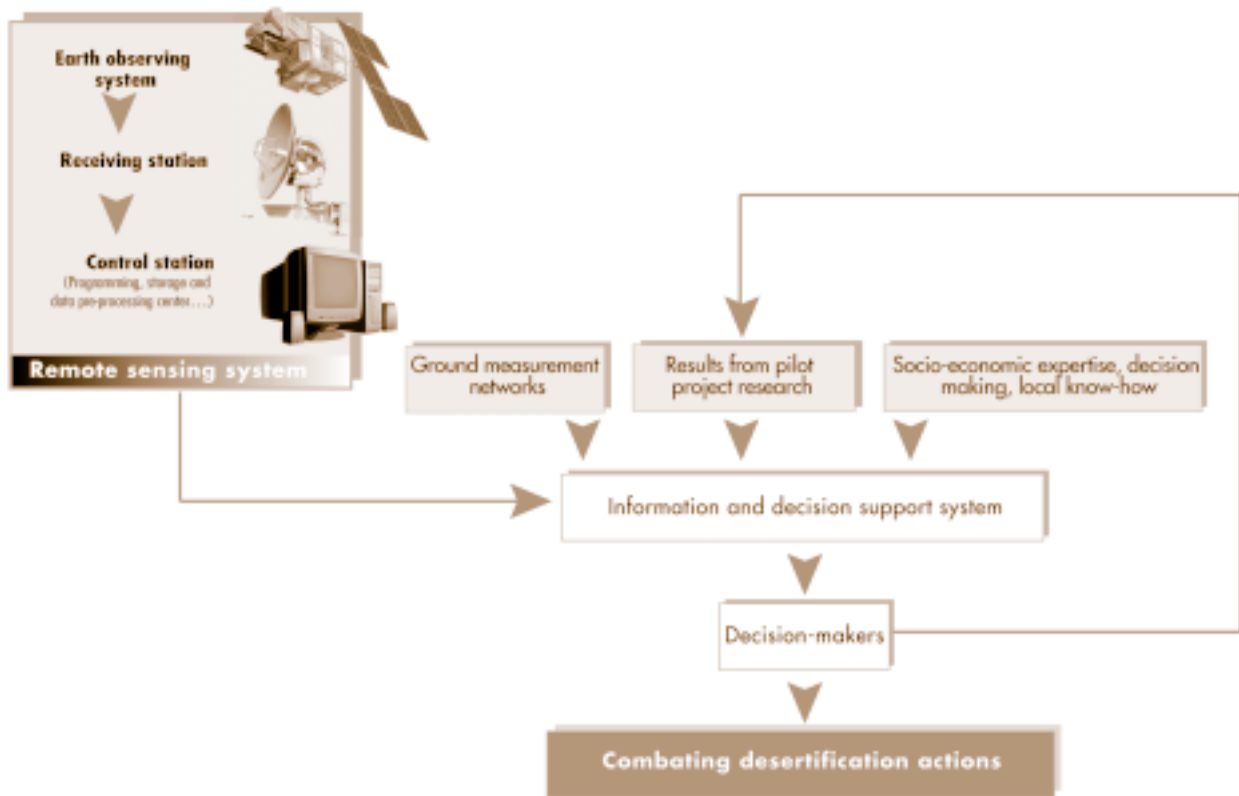 Earth observing
system
Receiving station
Control station
(Programming, storage and
data pre-processing center....)
Remote sensing system
Ground measurement
networks
Results from pilot
project research
Socio-economic expertise, decision
making, local know-how
Information and decision support system
Decision-makers
Combating desertification actions